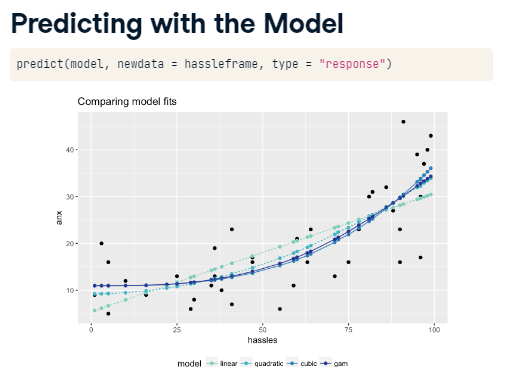 Predicting with the Model
predict(model, newdata = hassleframe, type = "response")
Comparing model fits
40
30
20
10
anx
0 25 50 75 100
hassles
model linear quadratic cubic gam